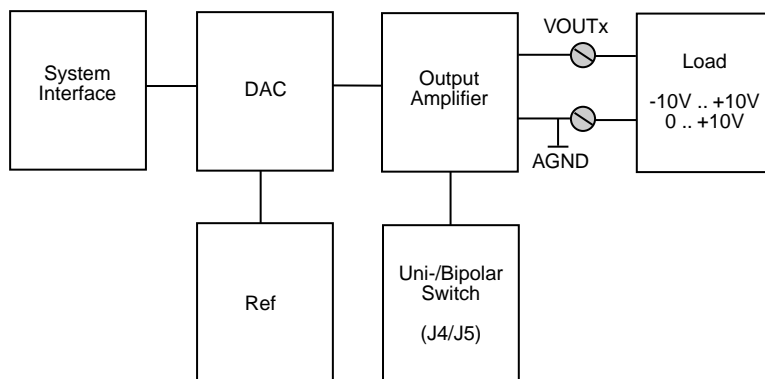 VOUTx
System
Interface
DAC
Output
Amplifier
Load
-10V .. +10V
0 .. +10V
AGND
Ref
Uni-/Bipolar
Switch
(J4/J5)